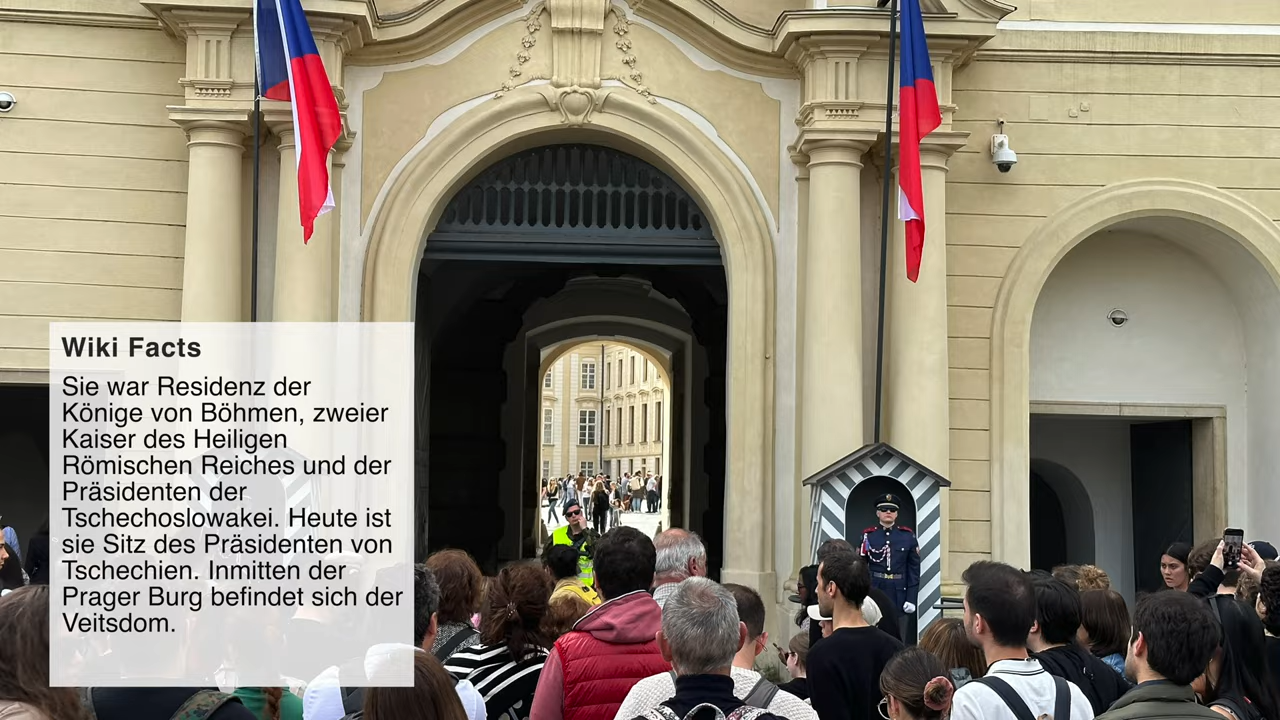 Wiki Facts
Sie war Residenz der
Könige von Böhmen, zweier
Kaiser des Heiligen
Römischen Reiches und der
Präsidenten der
Tschechoslowakei. Heute ist
sie Sitz des Präsidenten von
Tschechien. Inmitten der
Prager Burg befindet sich der
Veitsdom.